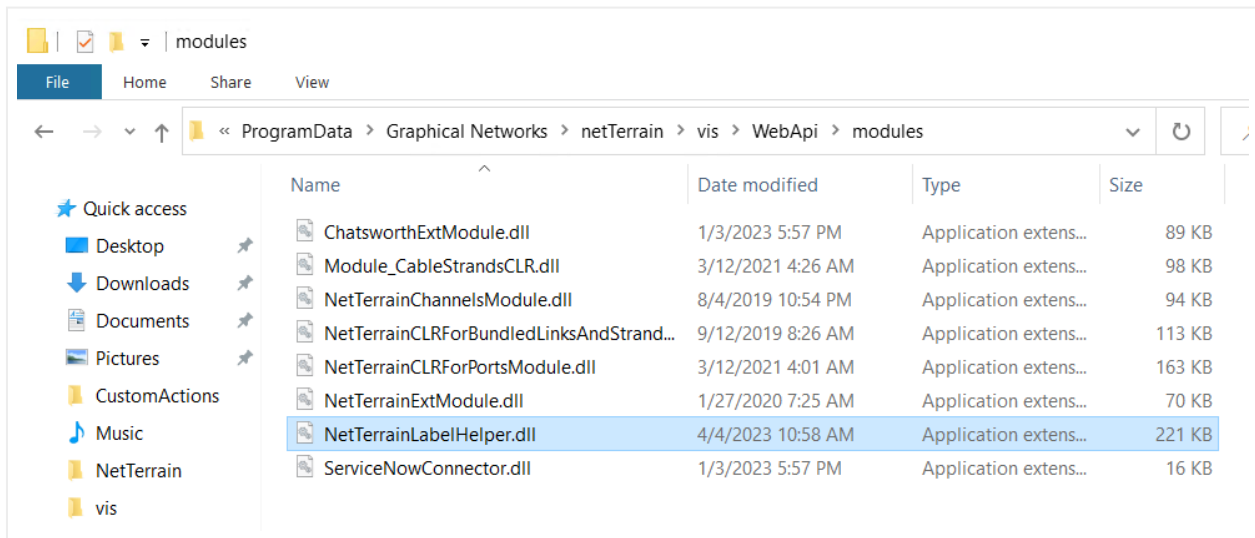 modules
File Home Share View
« ProgramData > Graphical Networks > netTerrain > vis > WebApi > modules
Name Date modified Type Size
Quick access
Desktop
Downloads
Documents
Pictures
CustomActions
Music
NetTerrain
vis
ChatsworthExtModule.dll 1/3/2023 5:57 PM Application extens... 89 KB
Module_CableStrandsCLR.dll 3/12/2021 4:26 AM Application extens... 98 KB
NetTerrainChannelsModule.dll 8/4/2019 10:54 PM Application extens... 94 KB
NetTerrainCLRForBundledLinksAndStrand... 9/12/2019 8:26 AM Application extens... 113 KB
NetTerrainCLRForPortsModule.dll 3/12/2021 4:01 AM Application extens... 163 KB
NetTerrainExtModule.dll 1/27/2020 7:25 AM Application extens... 70 KB
NetTerrainLabelHelper.dll 4/4/2023 10:58 AM Application extens... 221 KB
ServiceNowConnector.dll 1/3/2023 5:57 PM Application extens... 16 KB